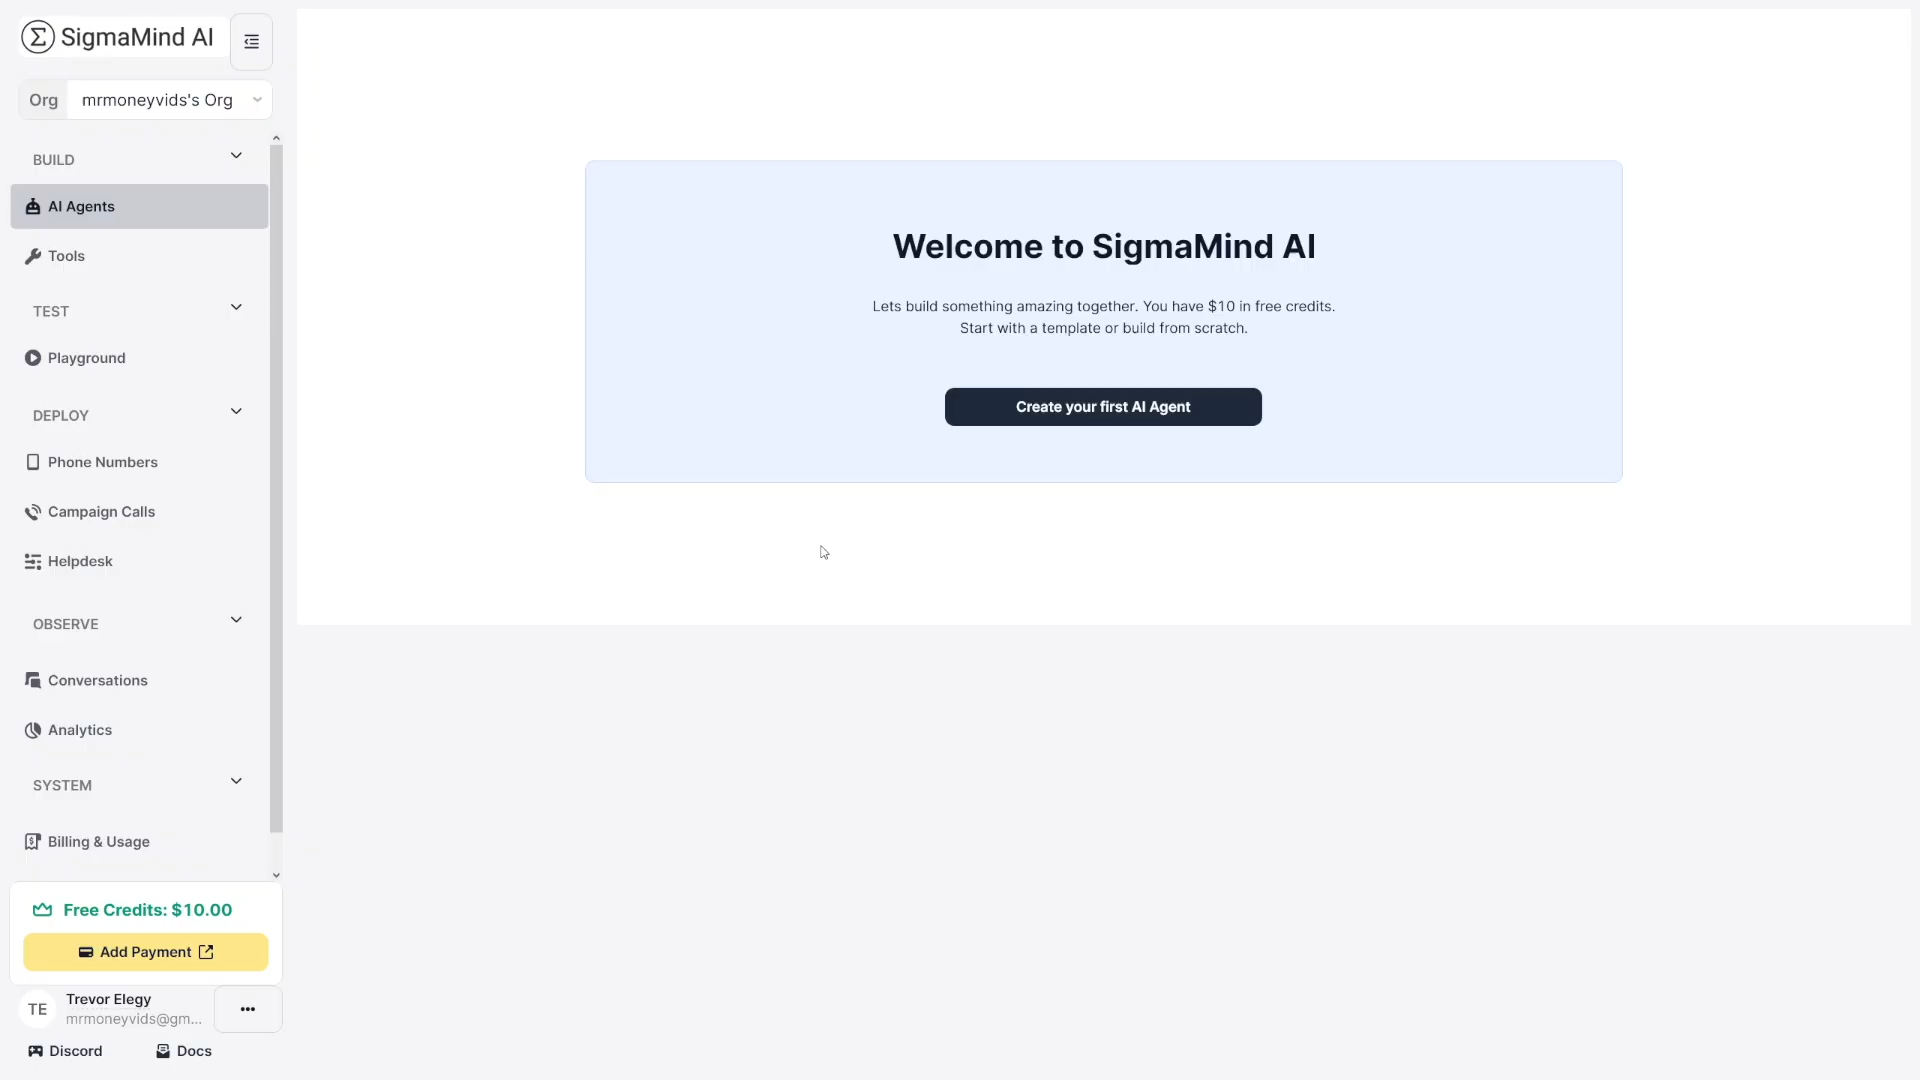 SigmaMind AI
Org
mrmoneyvids's Org
BUILD
AI Agents
Tools
TEST
Playground
DEPLOY
Phone Numbers
Campaign Calls
Helpdesk
OBSERVE
Conversations
Analytics
SYSTEM
Billing & Usage
Free Credits: $10.00
Add Payment
TE
Trevor Elegy
mrmoneyvids@gm...
Discord
Docs
Welcome to SigmaMind AI
Lets build something amazing together. You have $10 in free credits.
Start with a template or build from scratch.
Create your first AI Agent